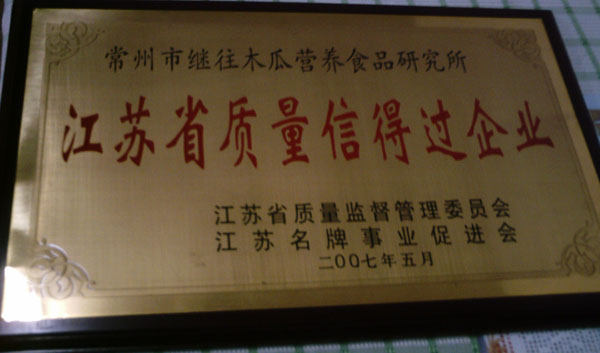 常州市继往木瓜营养食品研究所
江苏省质量信得过企业
江苏省质量监督管理委员会
江苏名牌事业促进会
二00七年五月